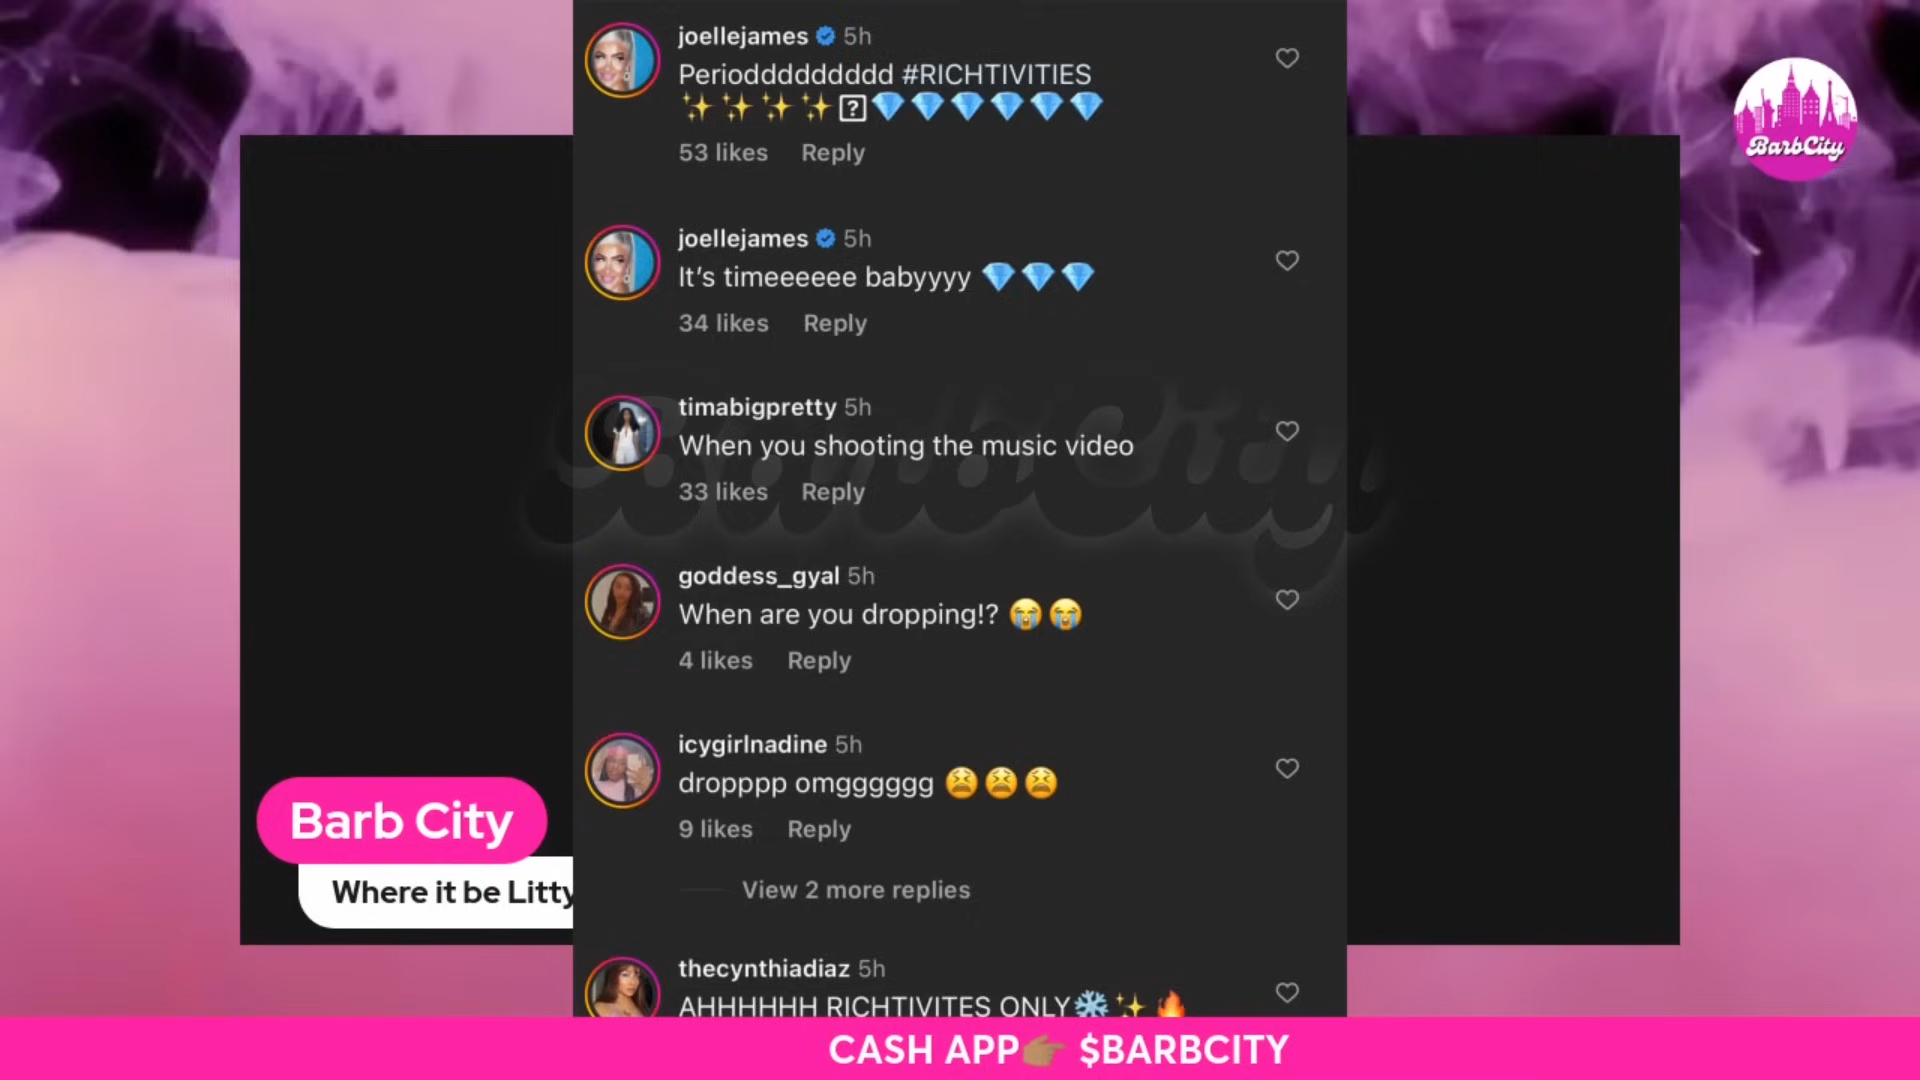 joellejames 5h
Perioddddddddd #RICHTIVITIES
✨✨✨✨⍰💎💎💎💎💎💎
53 likes Reply
BarbCity
joellejames 5h
It’s timeeeeee babyyyy 💎💎💎
34 likes Reply
timabigpretty 5h
When you shooting the music video
33 likes Reply
BarbCity
goddess_gyal 5h
When are you dropping!? 😭😭
4 likes Reply
icygirlnadine 5h
dropppp omgggggg 😫😫😫
9 likes Reply
View 2 more replies
Barb City
Where it be Litty
thecynthiadiaz 5h
AHHHHHH RICHTIVITES ONLY❄️✨🔥
CASH APP👉🏽 $BARBCITY